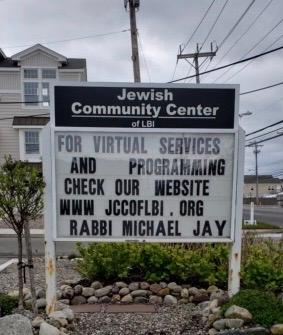 Jewish
Community Center
of LBI
FOR VIRTUAL SERVICES
AND PROGRAMMING
CHECK OUR WEBSITE
WWW JCCOFLBI . ORG
RABBI MICHAEL JAY